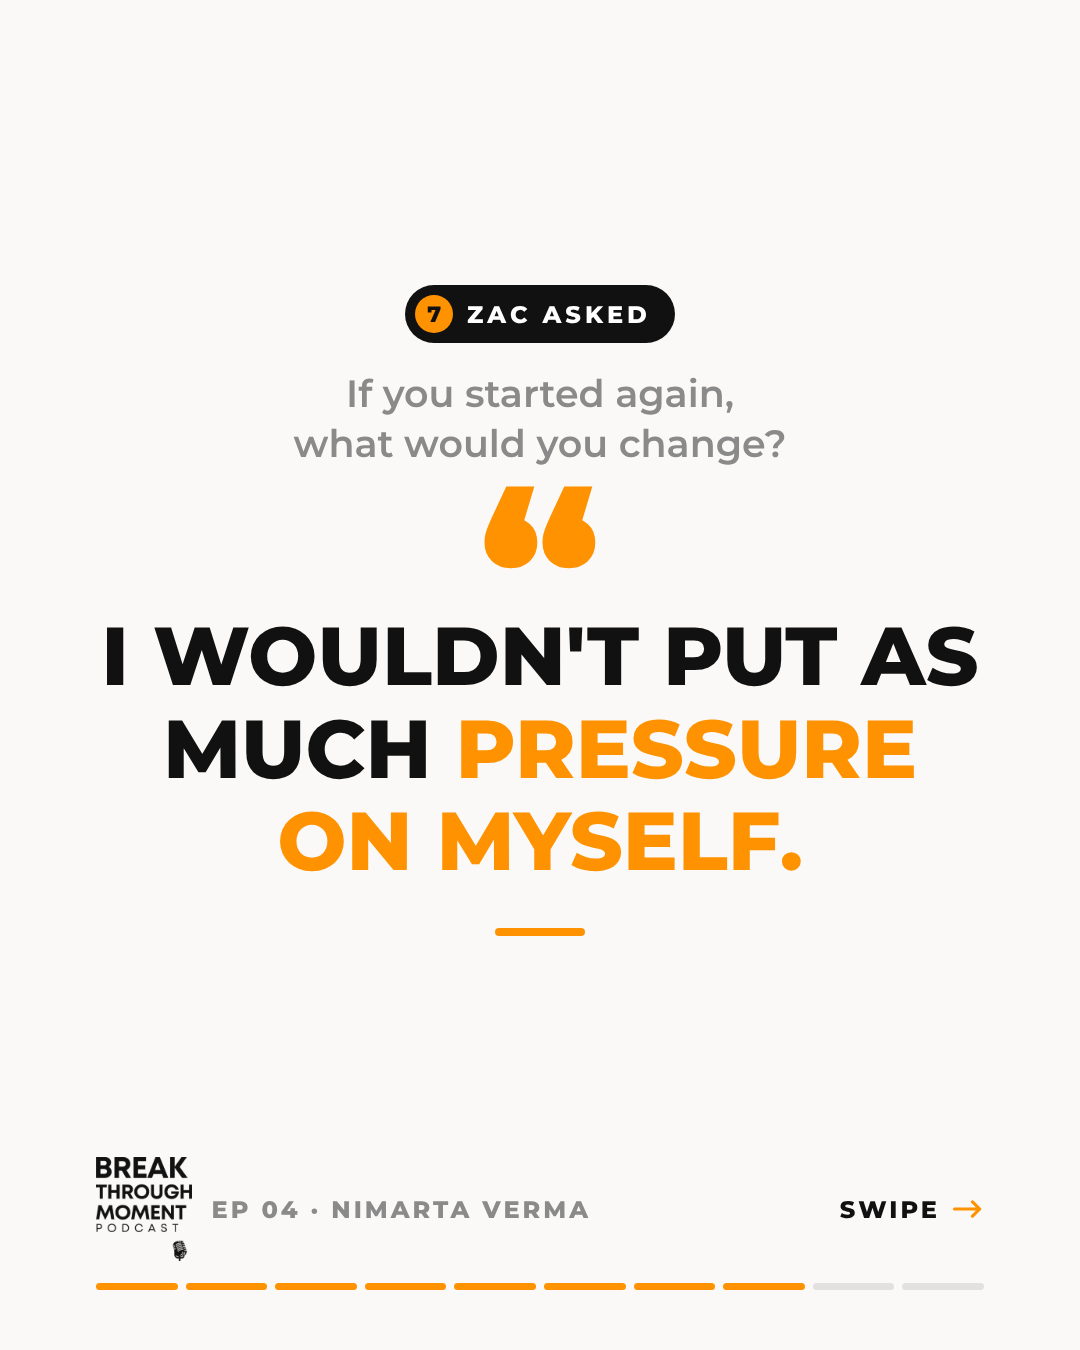 7 ZAC ASKED
If you started again,
what would you change?
“
I WOULDN'T PUT AS
MUCH PRESSURE
ON MYSELF.
BREAK
THROUGH
MOMENT
PODCAST
EP 04 · NIMARTA VERMA
SWIPE →